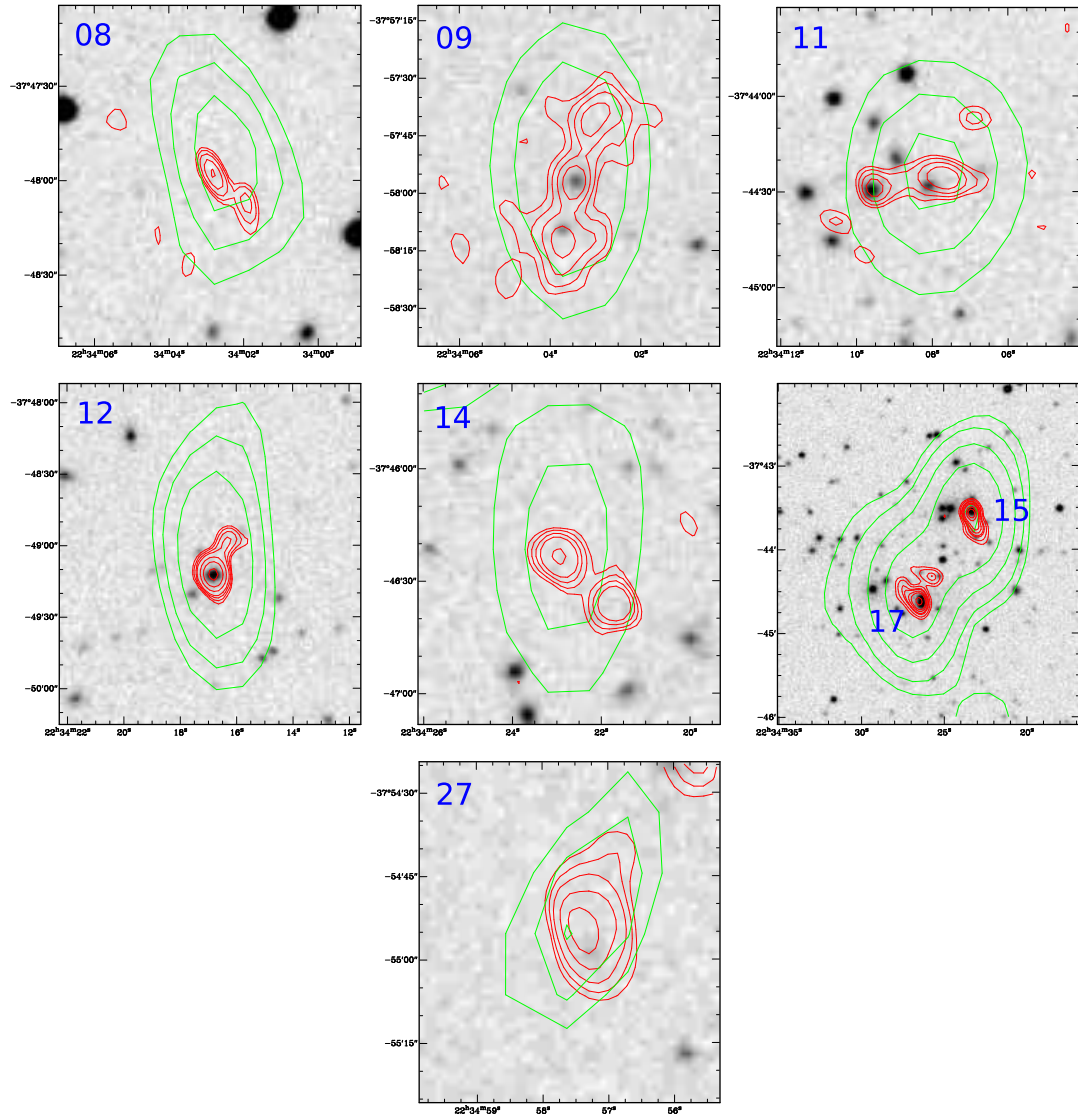 08
−37°47′30″
48′00″
−48′30″
22ʰ34ᵐ06ˢ
34ᵐ04ˢ
34ᵐ02ˢ
34ᵐ00ˢ
09
−37°57′15″
−57′30″
−57′45″
−58′00″
−58′15″
−58′30″
22ʰ34ᵐ06ˢ
04ˢ
02ˢ
11
−37°44′00″
−44′30″
−45′00″
22ʰ34ᵐ12ˢ
10ˢ
08ˢ
06ˢ
12
−37°48′00″
−48′30″
−49′00″
−49′30″
−50′00″
22ʰ34ᵐ22ˢ
20ˢ
18ˢ
16ˢ
14ˢ
12ˢ
14
−37°46′00″
−46′30″
−47′00″
22ʰ34ᵐ26ˢ
24ˢ
22ˢ
20ˢ
15
17
−37°43′
−44′
−45′
−46′
22ʰ34ᵐ35ˢ
30ˢ
25ˢ
20ˢ
27
−37°54′30″
−54′45″
−55′00″
−55′15″
22ʰ34ᵐ59ˢ
58ˢ
57ˢ
56ˢ